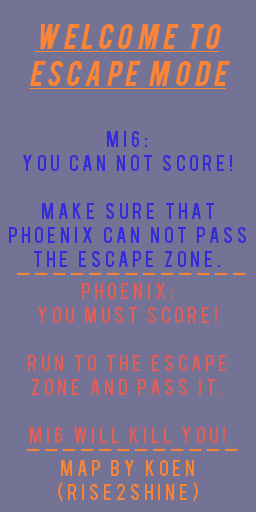 WELCOME TO
ESCAPE MODE
MI6:
YOU CAN NOT SCORE!
MAKE SURE THAT
PHOENIX CAN NOT PASS
THE ESCAPE ZONE.
PHOENIX:
YOU MUST SCORE!
RUN TO THE ESCAPE
ZONE AND PASS IT.
MI6 WILL KILL YOU!
MAP BY KOEN
(RISE2SHINE)